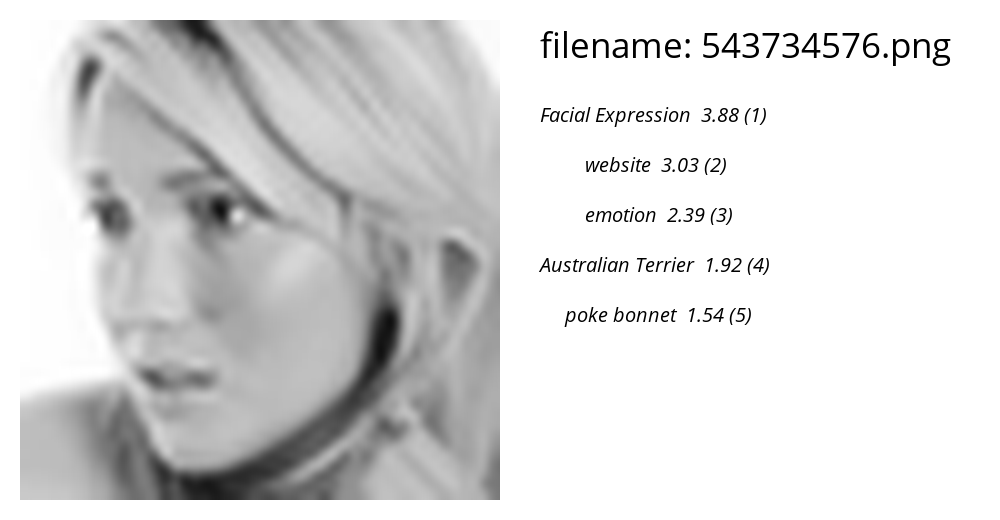 filename: 543734576.png
Facial Expression 3.88 (1)
website 3.03 (2)
emotion 2.39 (3)
Australian Terrier 1.92 (4)
poke bonnet 1.54 (5)